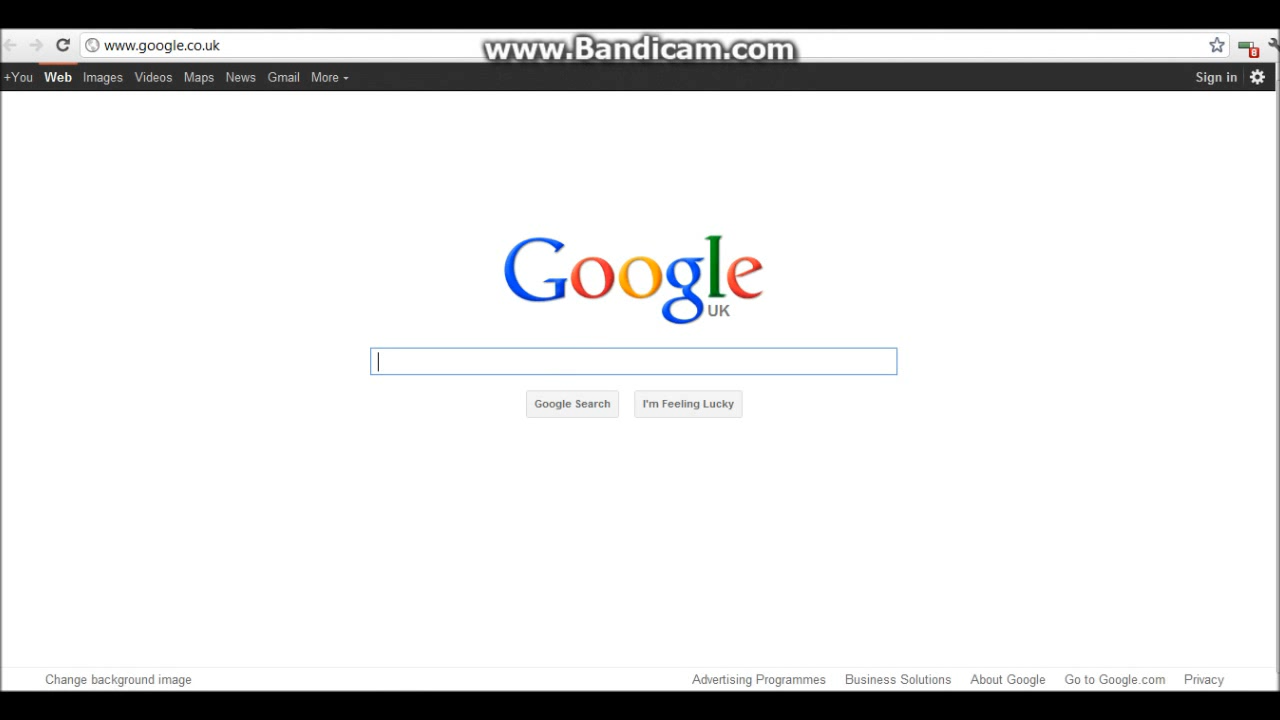 www.google.co.uk
www.Bandicam.com
+You Web Images Videos Maps News Gmail More Sign in
Google
UK
Google Search I'm Feeling Lucky
Change background image Advertising Programmes Business Solutions About Google Go to Google.com Privacy